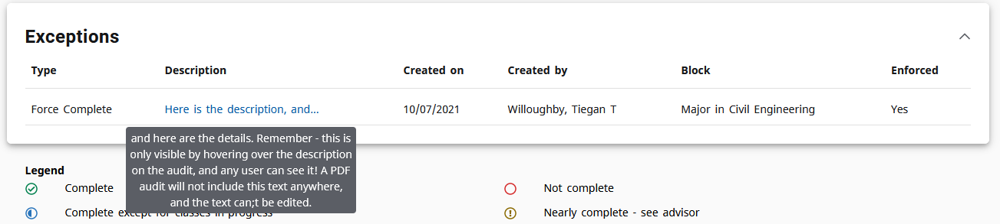 Exceptions
Type Description Created on Created by Block Enforced
Force Complete Here is the description, and... 10/07/2021 Willoughby, Tiegan T Major in Civil Engineering Yes
and here are the details. Remember - this is
only visible by hovering over the description
on the audit, and any user can see it! A PDF
audit will not include this text anywhere,
and the text can;t be edited.
Legend
Complete Not complete
Complete except for classes in progress Nearly complete - see advisor